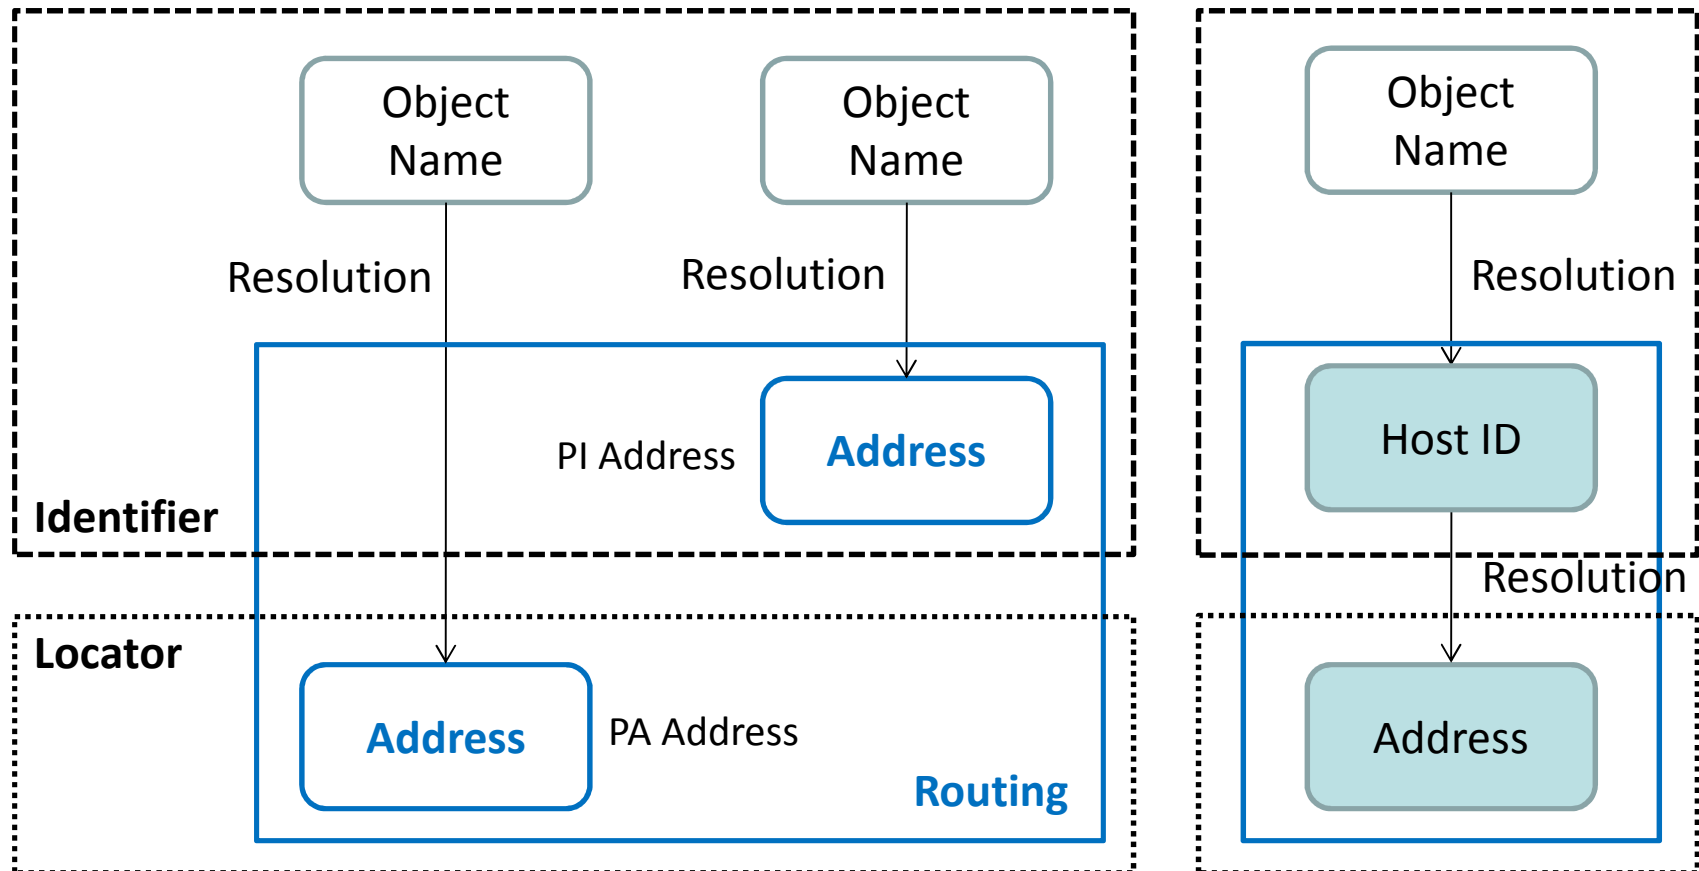 Object
Name
Object
Name
Object
Name
Resolution
Resolution
Resolution
PI Address
Address
Host ID
Identifier
Resolution
Locator
Address
PA Address
Address
Routing